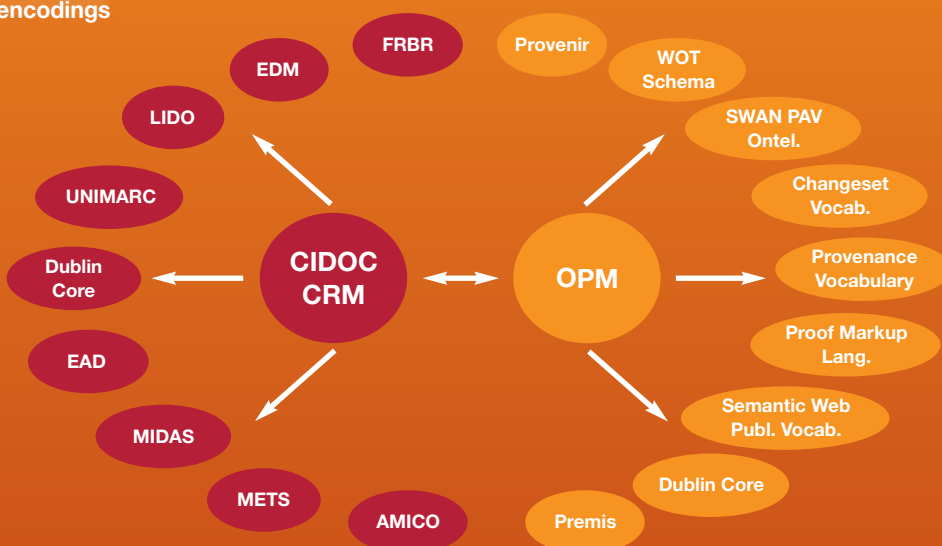 encodings
FRBR
EDM
LIDO
UNIMARC
Dublin
Core
EAD
MIDAS
METS
AMICO
CIDOC
CRM
OPM
Provenir
WOT
Schema
SWAN PAV
Ontel.
Changeset
Vocab.
Provenance
Vocabulary
Proof Markup
Lang.
Semantic Web
Publ. Vocab.
Dublin Core
Premis